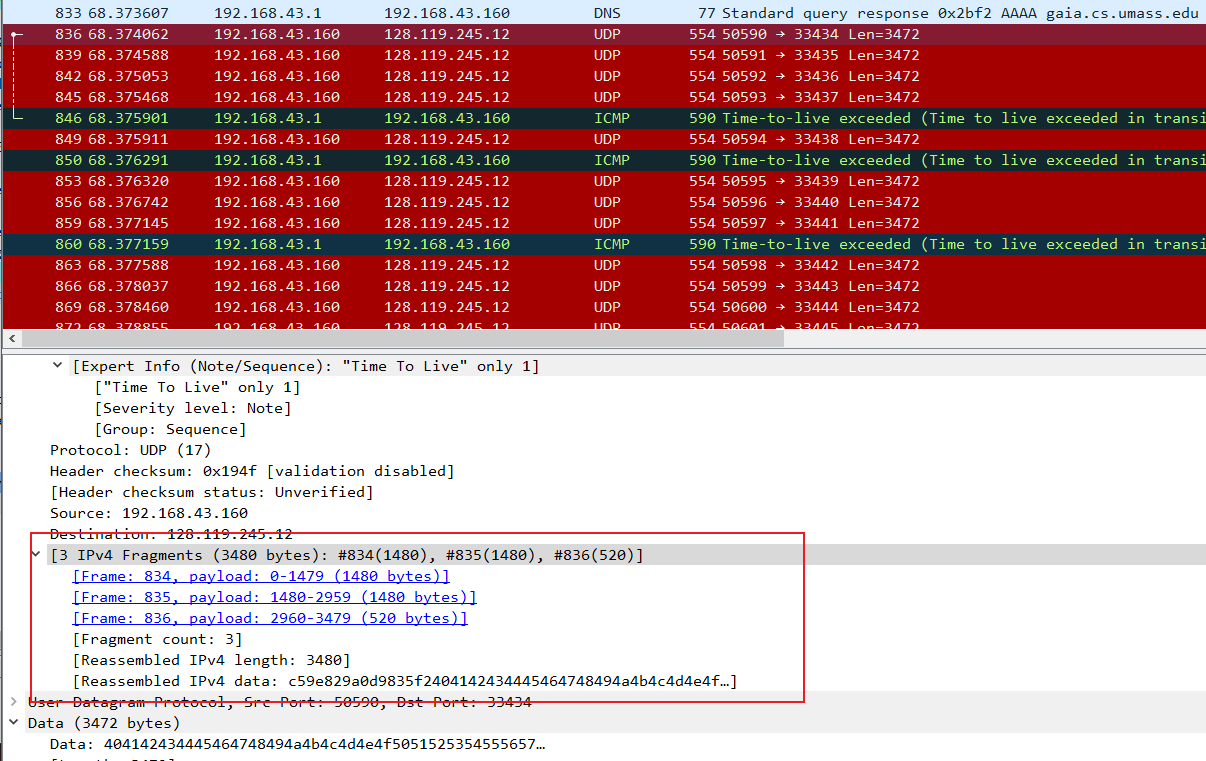 833 68.373607 192.168.43.1 192.168.43.160 DNS 77 Standard query response 0x2bf2 AAAA gaia.cs.umass.edu
836 68.374062 192.168.43.160 128.119.245.12 UDP 554 50590 → 33434 Len=3472
839 68.374588 192.168.43.160 128.119.245.12 UDP 554 50591 → 33435 Len=3472
842 68.375053 192.168.43.160 128.119.245.12 UDP 554 50592 → 33436 Len=3472
845 68.375468 192.168.43.160 128.119.245.12 UDP 554 50593 → 33437 Len=3472
846 68.375901 192.168.43.1 192.168.43.160 ICMP 590 Time-to-live exceeded (Time to live exceeded in transi
849 68.375911 192.168.43.160 128.119.245.12 UDP 554 50594 → 33438 Len=3472
850 68.376291 192.168.43.1 192.168.43.160 ICMP 590 Time-to-live exceeded (Time to live exceeded in transi
853 68.376320 192.168.43.160 128.119.245.12 UDP 554 50595 → 33439 Len=3472
856 68.376742 192.168.43.160 128.119.245.12 UDP 554 50596 → 33440 Len=3472
859 68.377145 192.168.43.160 128.119.245.12 UDP 554 50597 → 33441 Len=3472
860 68.377159 192.168.43.1 192.168.43.160 ICMP 590 Time-to-live exceeded (Time to live exceeded in transi
863 68.377588 192.168.43.160 128.119.245.12 UDP 554 50598 → 33442 Len=3472
866 68.378037 192.168.43.160 128.119.245.12 UDP 554 50599 → 33443 Len=3472
869 68.378460 192.168.43.160 128.119.245.12 UDP 554 50600 → 33444 Len=3472
872 68.378855 192.168.43.160 128.119.245.12 UDP 554 50601 → 33445 Len=3472
[Expert Info (Note/Sequence): "Time To Live" only 1]
["Time To Live" only 1]
[Severity level: Note]
[Group: Sequence]
Protocol: UDP (17)
Header checksum: 0x194f [validation disabled]
[Header checksum status: Unverified]
Source: 192.168.43.160
Destination: 128.119.245.12
[3 IPv4 Fragments (3480 bytes): #834(1480), #835(1480), #836(520)]
[Frame: 834, payload: 0-1479 (1480 bytes)]
[Frame: 835, payload: 1480-2959 (1480 bytes)]
[Frame: 836, payload: 2960-3479 (520 bytes)]
[Fragment count: 3]
[Reassembled IPv4 length: 3480]
[Reassembled IPv4 data: c59e829a0d9835f2404142434445464748494a4b4c4d4e4f…]
User Datagram Protocol, Src Port: 50590, Dst Port: 33434
Data (3472 bytes)
Data: 404142434445464748494a4b4c4d4e4f5051525354555657…